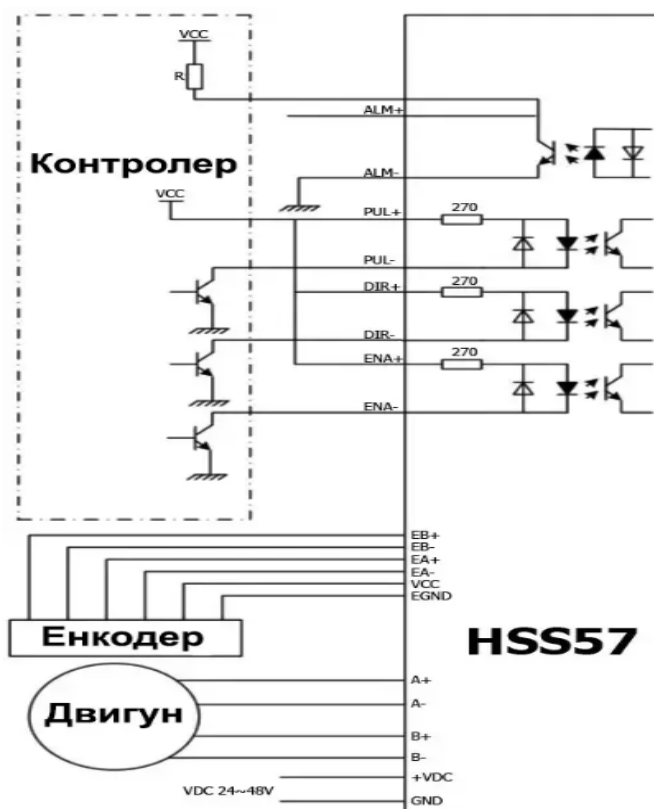 VCC
R
ALM+
Контролер
ALM-
VCC
PUL+
270
PUL-
DIR+
270
DIR-
ENA+
270
ENA-
EB+
EB-
EA+
EA-
VCC
EGND
Енкодер
HSS57
A+
Двигун
A-
B+
B-
+VDC
VDC 24~48V
GND